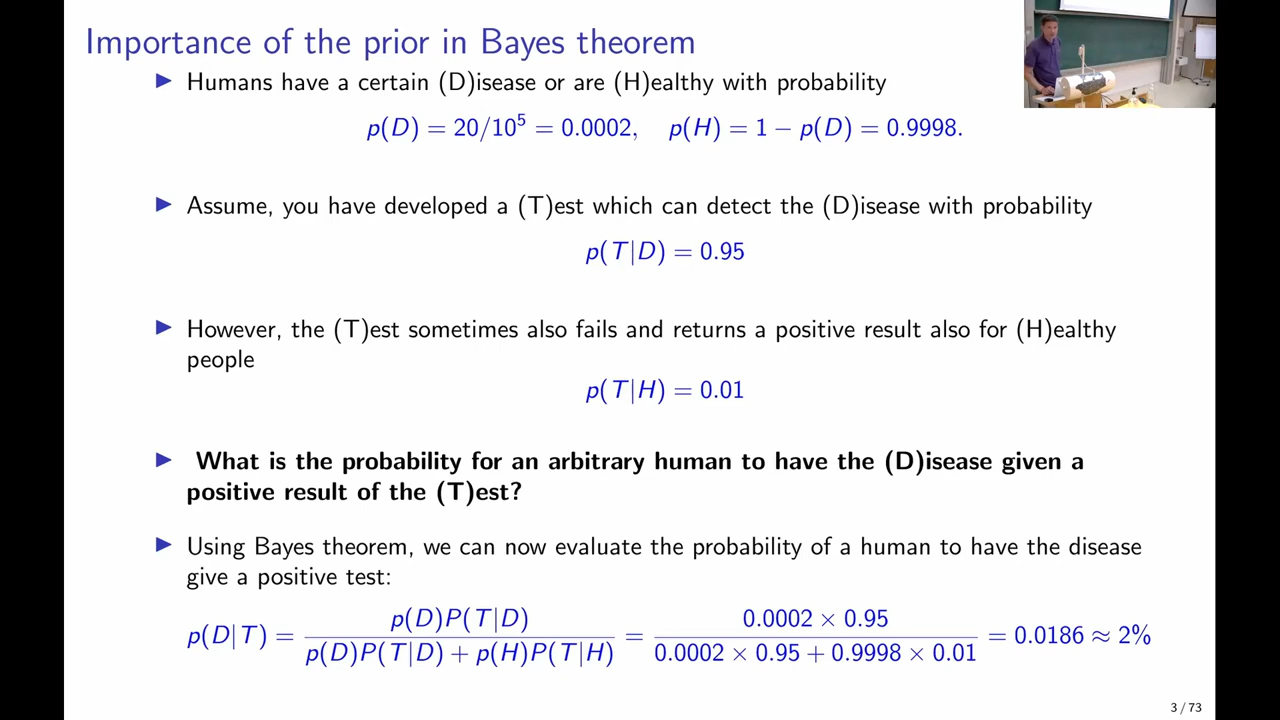 Importance of the prior in Bayes theorem
▶ Humans have a certain (D)isease or are (H)ealthy with probability
p(D) = 20/10⁵ = 0.0002, p(H) = 1 − p(D) = 0.9998.
▶ Assume, you have developed a (T)est which can detect the (D)isease with probability
p(T|D) = 0.95
▶ However, the (T)est sometimes also fails and returns a positive result also for (H)ealthy
people
p(T|H) = 0.01
▶ What is the probability for an arbitrary human to have the (D)isease given a
positive result of the (T)est?
▶ Using Bayes theorem, we can now evaluate the probability of a human to have the disease
give a positive test:
p(D|T) = p(D)P(T|D) / p(D)P(T|D) + p(H)P(T|H) = 0.0002 × 0.95 / 0.0002 × 0.95 + 0.9998 × 0.01 = 0.0186 ≈ 2%
3 / 73